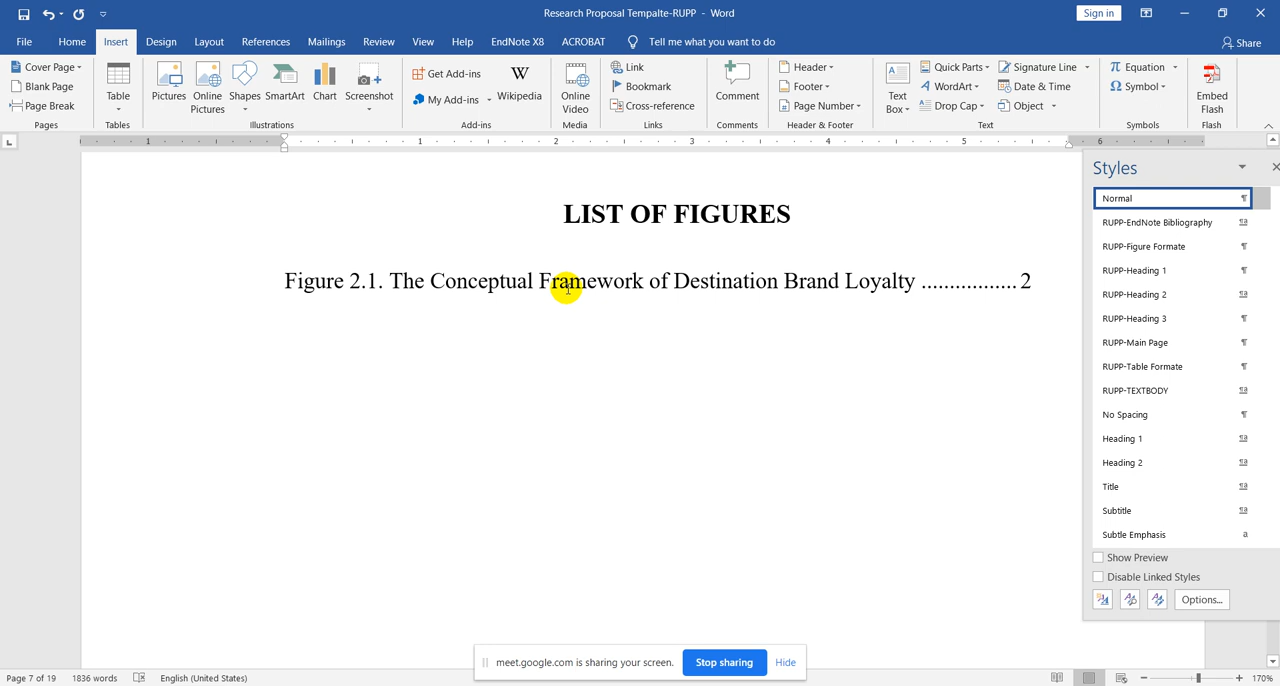 Research Proposal Tempalte-RUPP - Word
Sign in
File Home Insert Design Layout References Mailings Review View Help EndNote X8 ACROBAT Tell me what you want to do
Share
Cover Page
Blank Page
Page Break
Pages
Table
Tables
Pictures
Online Pictures
Shapes
SmartArt
Chart
Screenshot
Illustrations
Get Add-ins
My Add-ins
Wikipedia
Add-ins
Online Video
Media
Link
Bookmark
Cross-reference
Links
Comment
Comments
Header
Footer
Page Number
Header & Footer
Text Box
Quick Parts
WordArt
Drop Cap
Signature Line
Date & Time
Object
Text
Equation
Symbol
Symbols
Embed Flash
Flash
1 1 2 3 4 5 6
LIST OF FIGURES
Figure 2.1. The Conceptual Framework of Destination Brand Loyalty ................. 2
Styles
Normal
RUPP-EndNote Bibliography
RUPP-Figure Formate
RUPP-Heading 1
RUPP-Heading 2
RUPP-Heading 3
RUPP-Main Page
RUPP-Table Formate
RUPP-TEXTBODY
No Spacing
Heading 1
Heading 2
Title
Subtitle
Subtle Emphasis
Show Preview
Disable Linked Styles
Options...
meet.google.com is sharing your screen. Stop sharing Hide
Page 7 of 19 1836 words English (United States) 170%